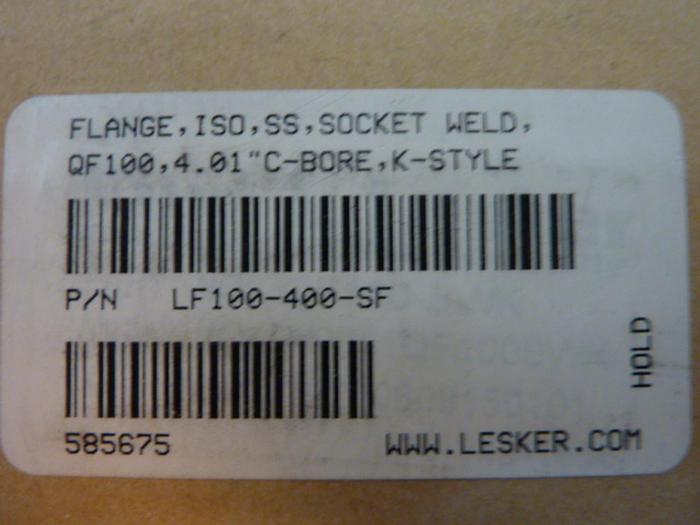 FLANGE,ISO,SS,SOCKET WELD,
QF100,4.01"C-BORE,K-STYLE
P/N LF100-400-SF
HOLD
585675 WWW.LESKER.COM